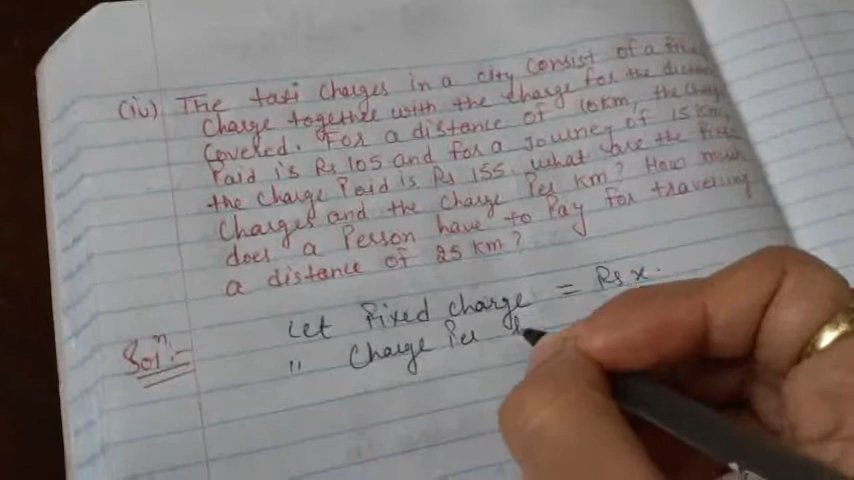 (iv) The taxi charges in a city consist of a
charge together with the charge for the
covered. For a distance of 10km, the
Paid is Rs 105 and for a Journey of 15 km
the charge Paid is Rs 155. What are the
charges and the charge Per km? How much
does a Person have to Pay for traveling
a distance of 25 km?
Solⁿ:- Let Fixed charge = Rs x.
" Charge Per